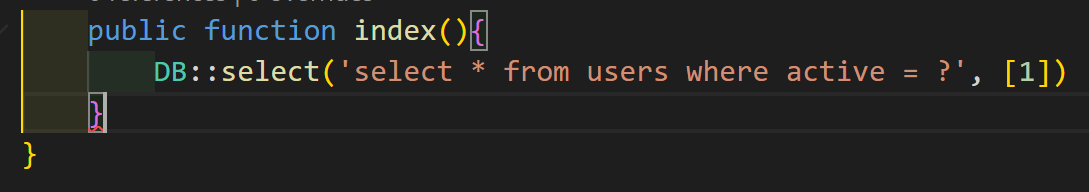 public function index(){
DB::select('select * from users where active = ?', [1])
}
}